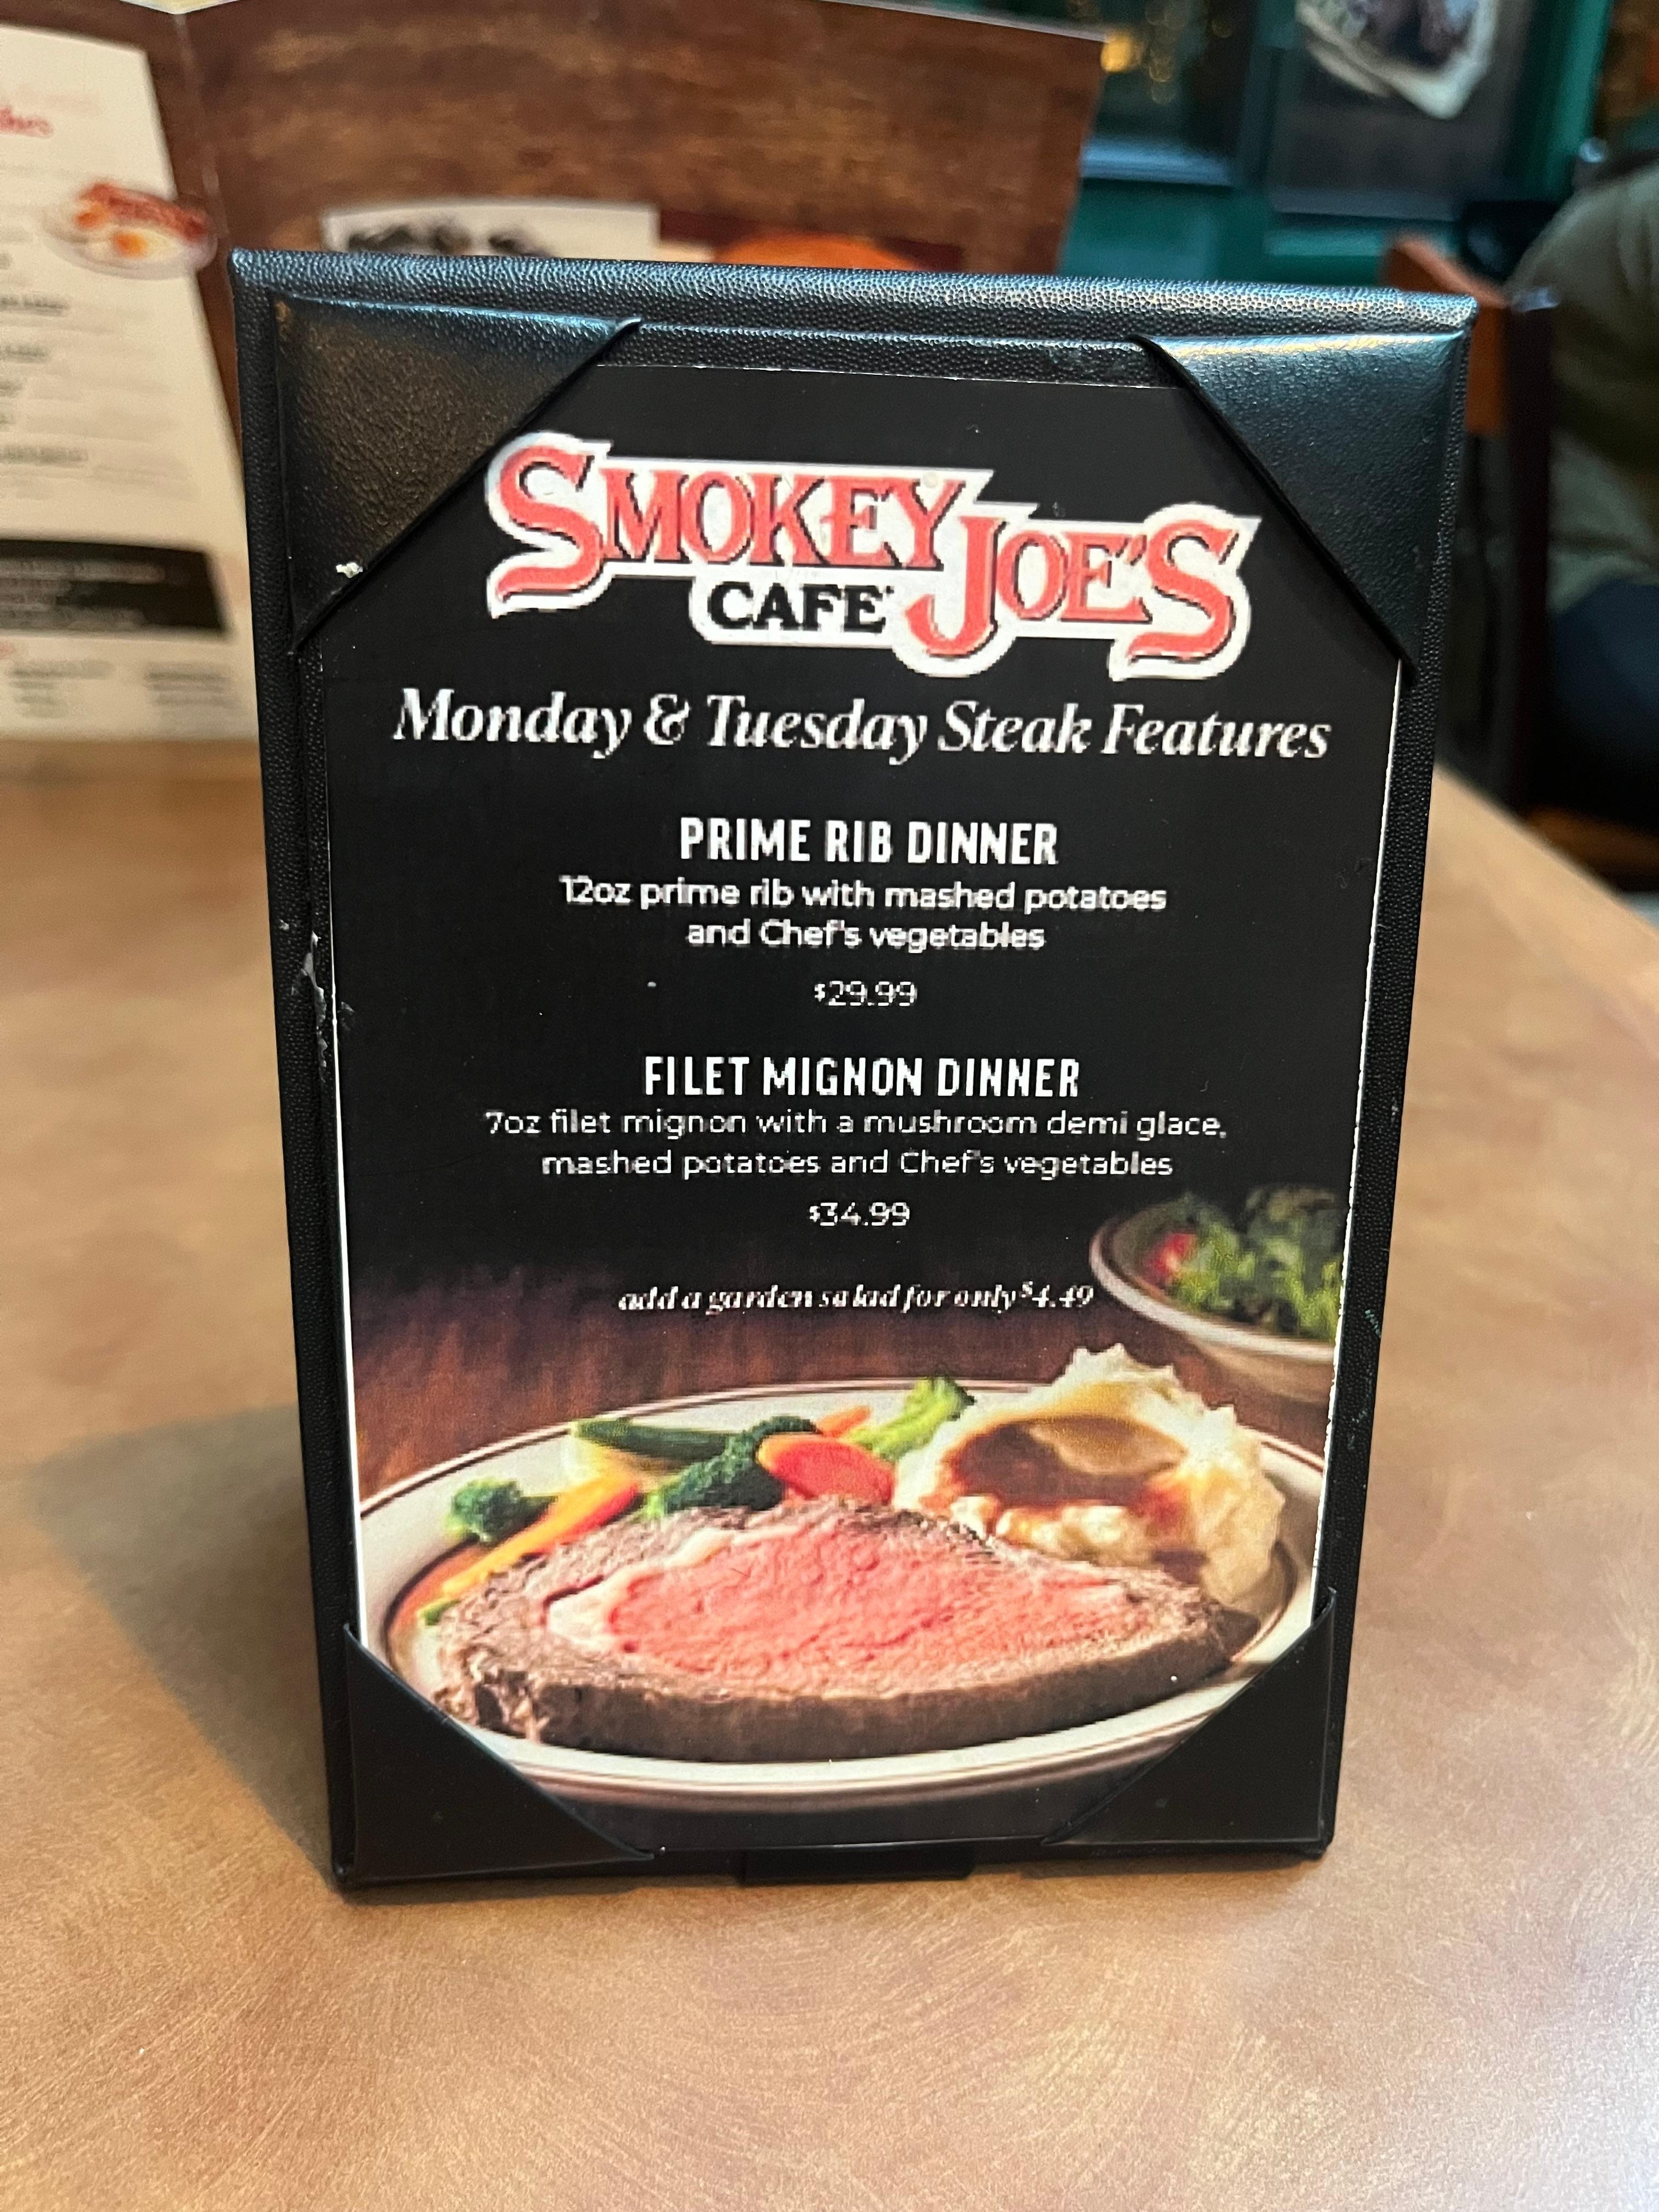 SMOKEY JOE'S
CAFE
Monday & Tuesday Steak Features
PRIME RIB DINNER
12oz prime rib with mashed potatoes
and Chef's vegetables
$29.99
FILET MIGNON DINNER
7oz filet mignon with a mushroom demi glace,
mashed potatoes and Chef's vegetables
$34.99
add a garden salad for only $4.49